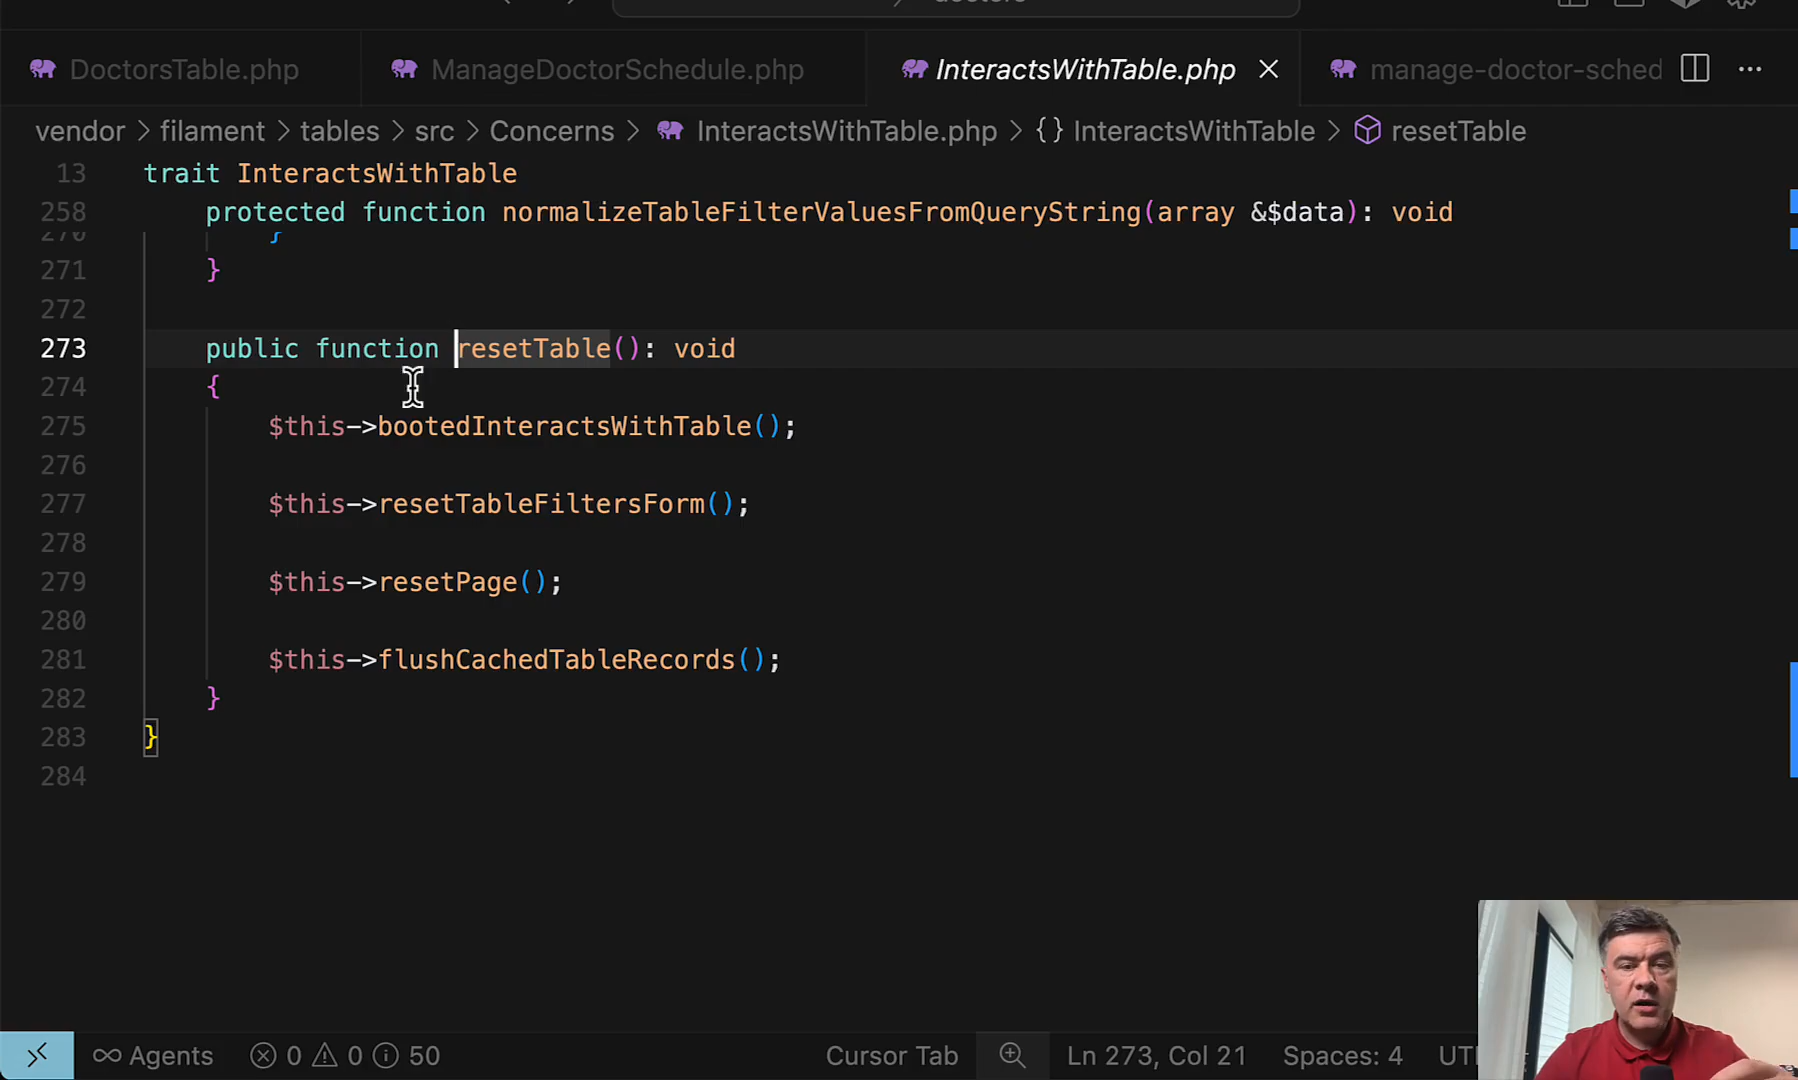 DoctorsTable.php
ManageDoctorSchedule.php
InteractsWithTable.php
manage-doctor-sched
vendor > filament > tables > src > Concerns > InteractsWithTable.php > {} InteractsWithTable > resetTable
13 trait InteractsWithTable
258 protected function normalizeTableFilterValuesFromQueryString(array &$data): void
270 }
271 }
272
273 public function resetTable(): void
274 {
275 $this->bootedInteractsWithTable();
276
277 $this->resetTableFiltersForm();
278
279 $this->resetPage();
280
281 $this->flushCachedTableRecords();
282 }
283 }
284
Agents 0 0 50 Cursor Tab Ln 273, Col 21 Spaces: 4